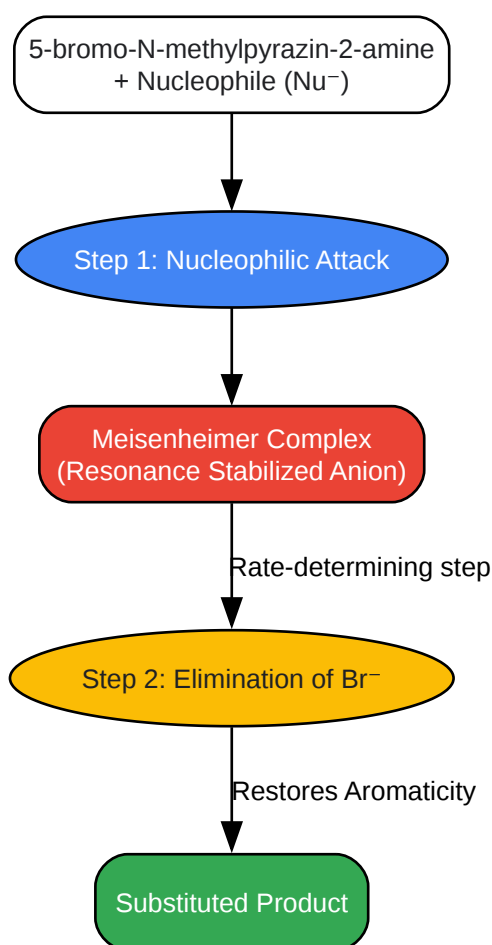 5-bromo-N-methylpyrazin-2-amine
+ Nucleophile (Nu⁻)
Step 1: Nucleophilic Attack
Meisenheimer Complex
(Resonance Stabilized Anion)
Rate-determining step
Step 2: Elimination of Br⁻
Restores Aromaticity
Substituted Product